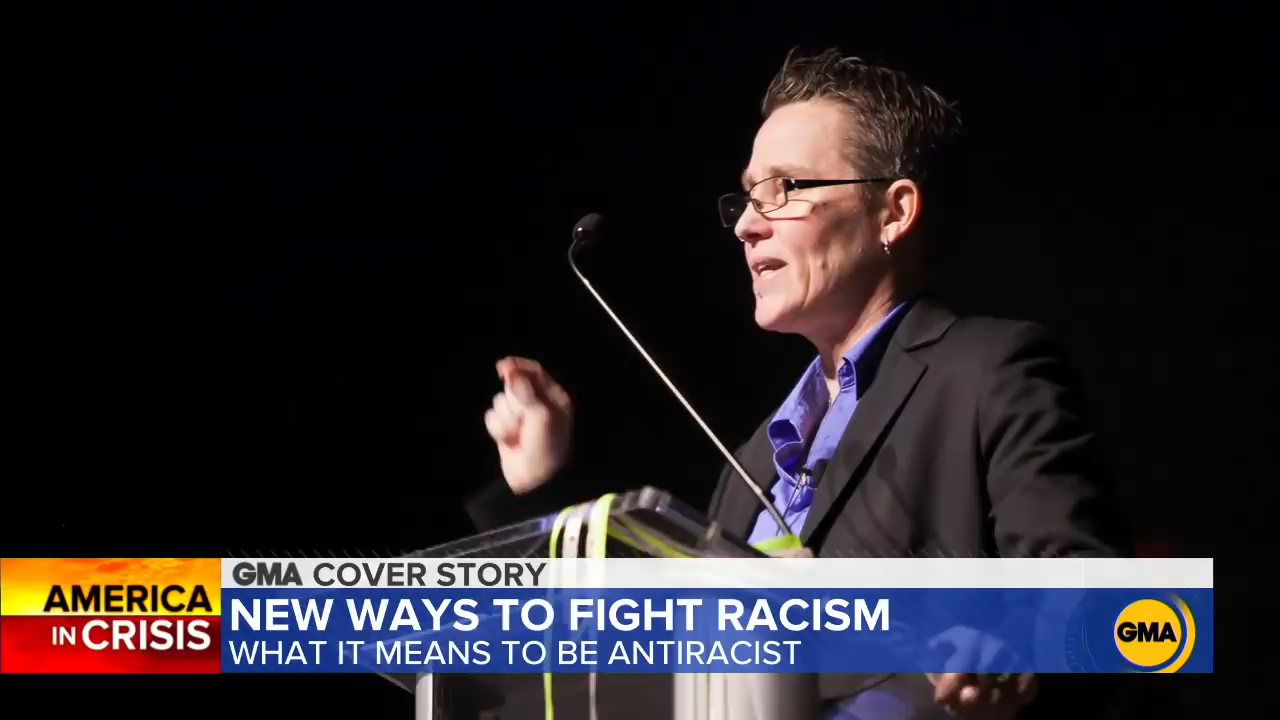 GMA COVER STORY
AMERICA
IN CRISIS
NEW WAYS TO FIGHT RACISM
WHAT IT MEANS TO BE ANTIRACIST
GMA